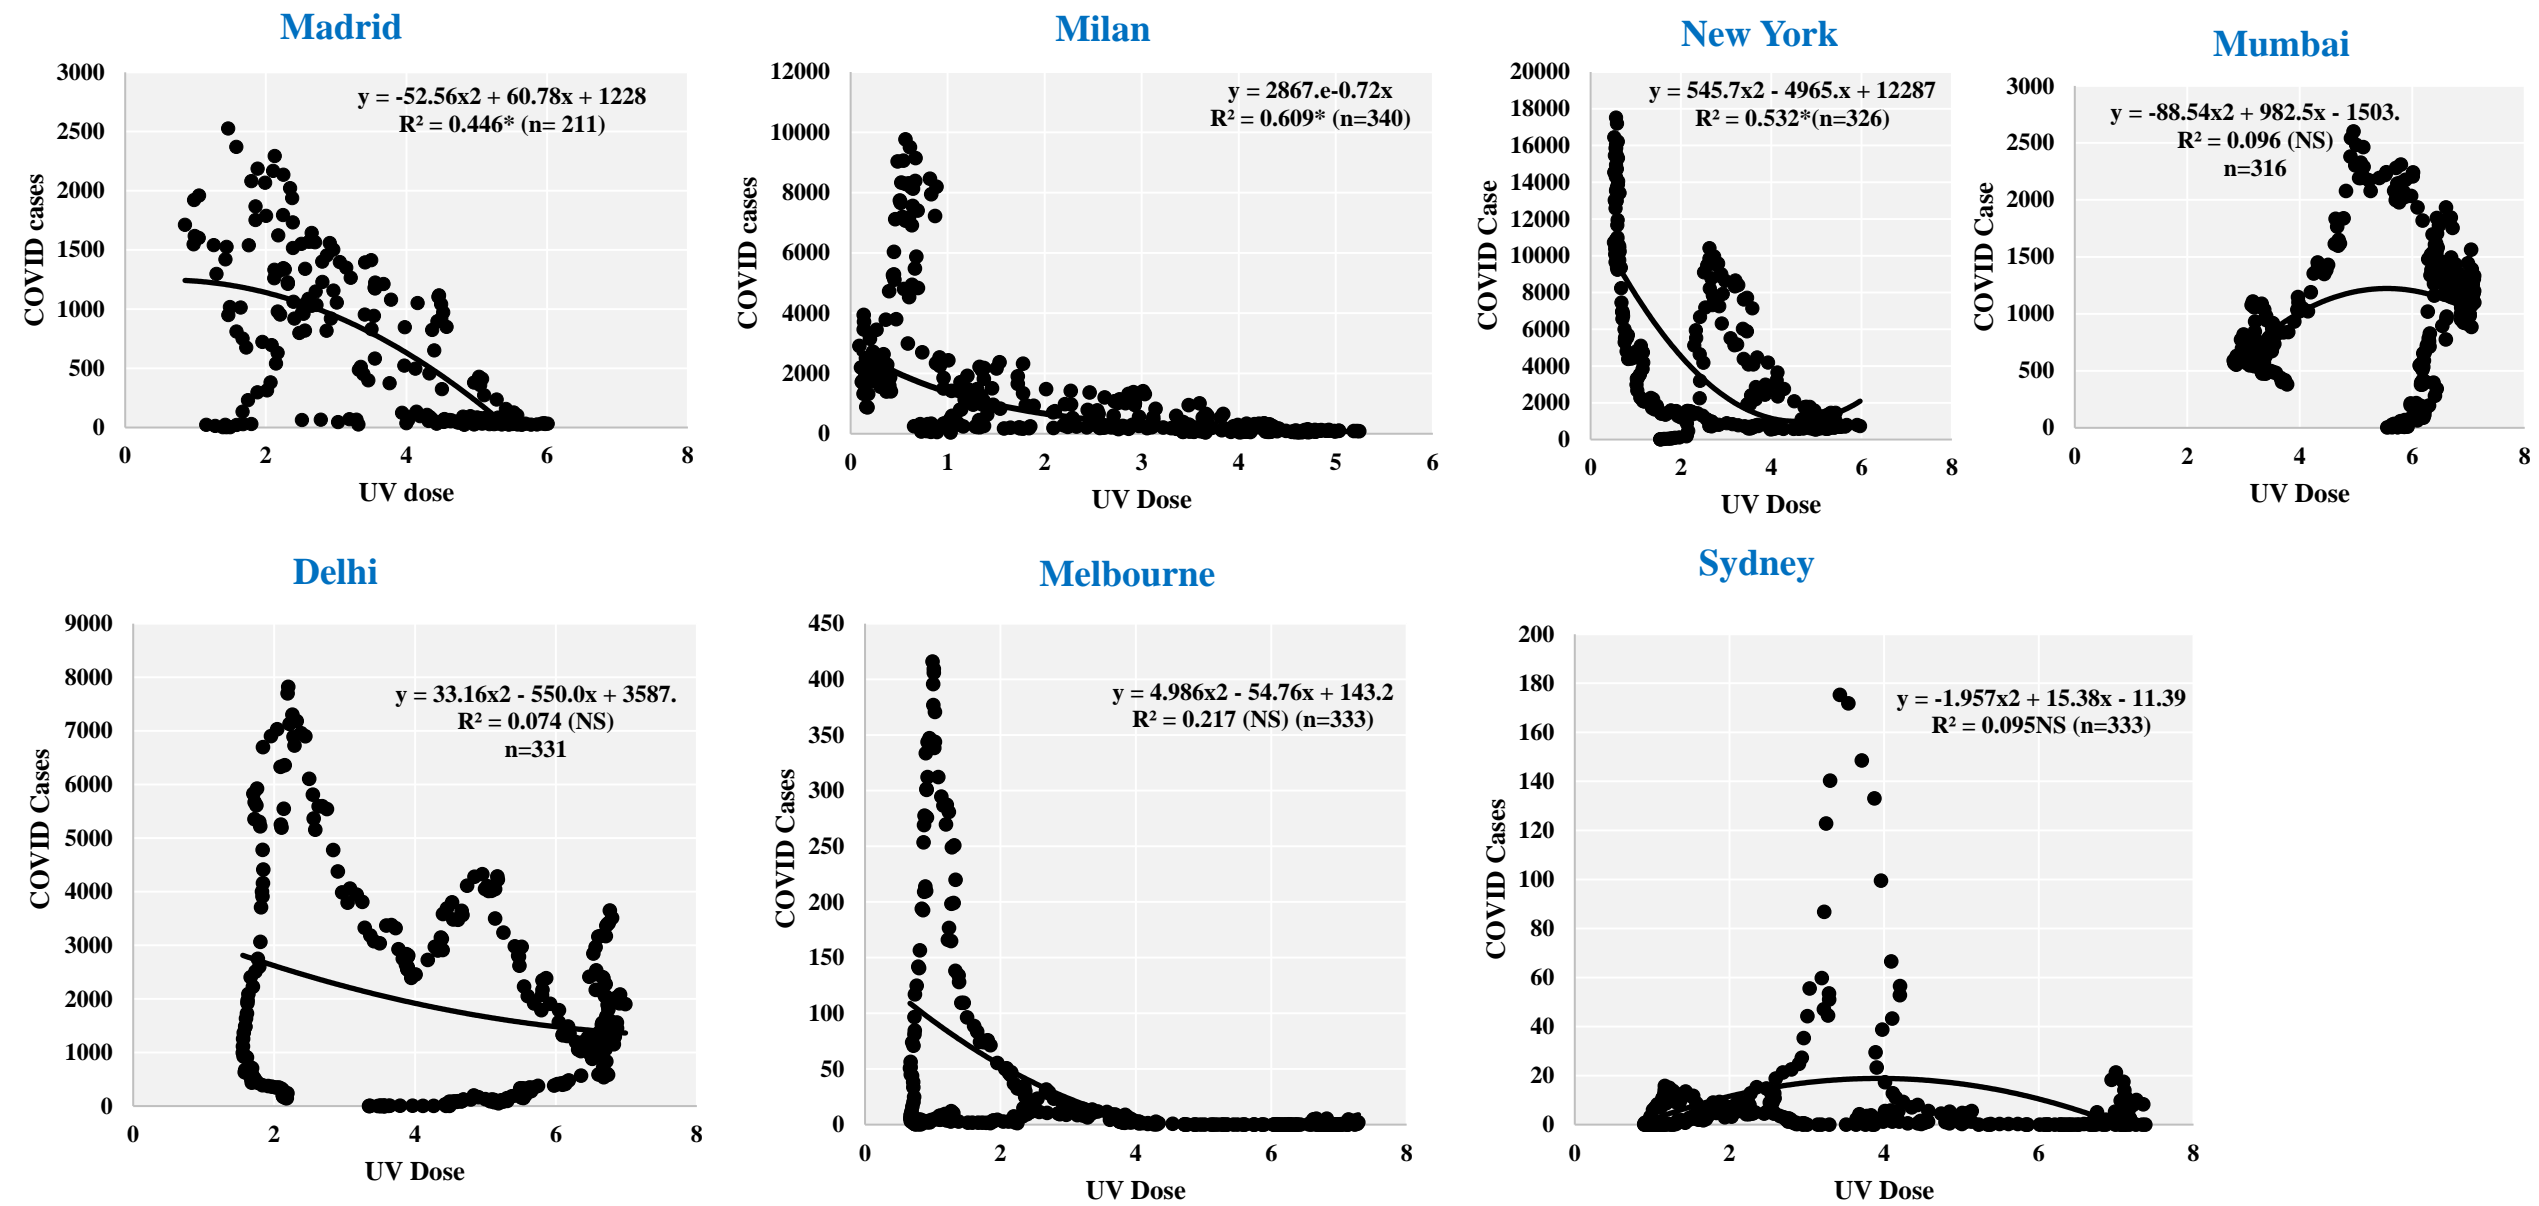 Madrid
3000
2500
2000
1500
1000
500
0
0 2 4 6 8
COVID cases
UV dose
y = -52.56x2 + 60.78x + 1228
R² = 0.446* (n= 211)
Milan
12000
10000
8000
6000
4000
2000
0
0 1 2 3 4 5 6
COVID cases
UV Dose
y = 2867.e-0.72x
R² = 0.609* (n=340)
New York
20000
18000
16000
14000
12000
10000
8000
6000
4000
2000
0
0 2 4 6 8
COVID Case
UV Dose
y = 545.7x2 - 4965.x + 12287
R² = 0.532*(n=326)
Mumbai
3000
2500
2000
1500
1000
500
0
0 2 4 6 8
COVID Case
UV Dose
y = -88.54x2 + 982.5x - 1503.
R² = 0.096 (NS)
n=316
Delhi
9000
8000
7000
6000
5000
4000
3000
2000
1000
0
0 2 4 6 8
COVID Cases
UV Dose
y = 33.16x2 - 550.0x + 3587.
R² = 0.074 (NS)
n=331
Melbourne
450
400
350
300
250
200
150
100
50
0
0 2 4 6 8
COVID Cases
UV Dose
y = 4.986x2 - 54.76x + 143.2
R² = 0.217 (NS) (n=333)
Sydney
200
180
160
140
120
100
80
60
40
20
0
0 2 4 6 8
COVID Cases
UV Dose
y = -1.957x2 + 15.38x - 11.39
R² = 0.095NS (n=333)